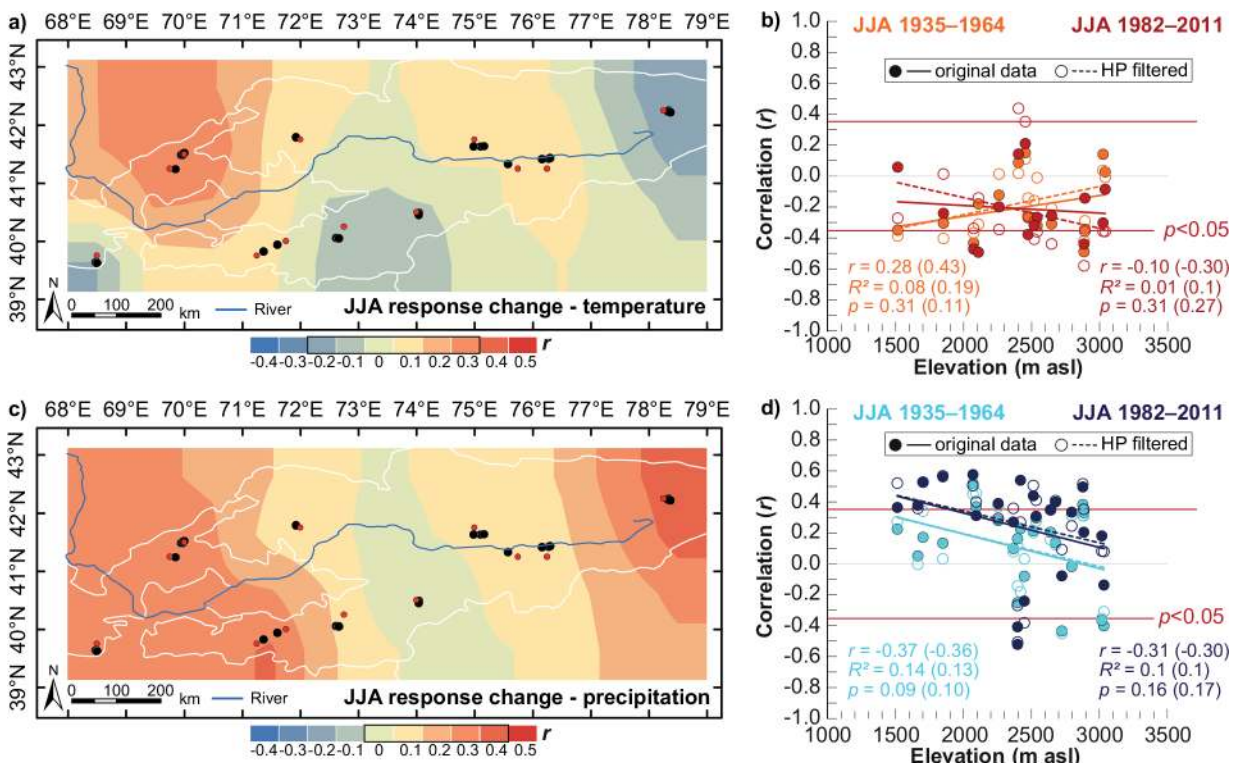 a) 68°E 69°E 70°E 71°E 72°E 73°E 74°E 75°E 76°E 77°E 78°E 79°E
43°N
42°N
41°N
40°N
39°N
N
0 100 200
km
River
JJA response change - temperature
-0.4 -0.3 -0.2 -0.1 0 0.1 0.2 0.3 0.4 0.5 r
b) JJA 1935–1964 JJA 1982–2011
original data HP filtered
Correlation (r)
1.0
0.8
0.6
0.4
0.2
0.0
-0.2
-0.4
-0.6
-0.8
-1.0
p<0.05
r = 0.28 (0.43)
R² = 0.08 (0.19)
p = 0.31 (0.11)
r = -0.10 (-0.30)
R² = 0.01 (0.1)
p = 0.31 (0.27)
1000 1500 2000 2500 3000 3500
Elevation (m asl)
c) 68°E 69°E 70°E 71°E 72°E 73°E 74°E 75°E 76°E 77°E 78°E 79°E
43°N
42°N
41°N
40°N
39°N
N
0 100 200
km
River
JJA response change - precipitation
-0.4 -0.3 -0.2 -0.1 0 0.1 0.2 0.3 0.4 0.5 r
d) JJA 1935–1964 JJA 1982–2011
original data HP filtered
Correlation (r)
1.0
0.8
0.6
0.4
0.2
0.0
-0.2
-0.4
-0.6
-0.8
-1.0
p<0.05
r = -0.37 (-0.36)
R² = 0.14 (0.13)
p = 0.09 (0.10)
r = -0.31 (-0.30)
R² = 0.1 (0.1)
p = 0.16 (0.17)
1000 1500 2000 2500 3000 3500
Elevation (m asl)